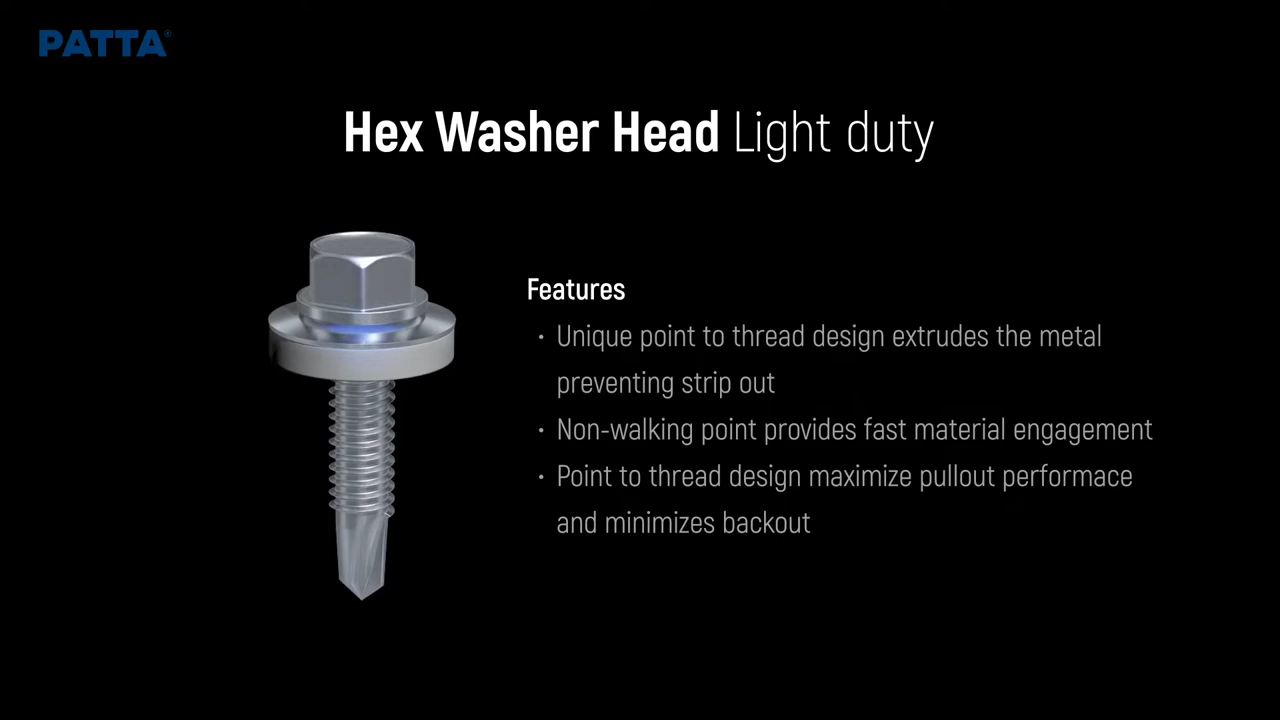 PATTA®
Hex Washer Head Light duty
Features
• Unique point to thread design extrudes the metal
preventing strip out
• Non-walking point provides fast material engagement
• Point to thread design maximize pullout performace
and minimizes backout